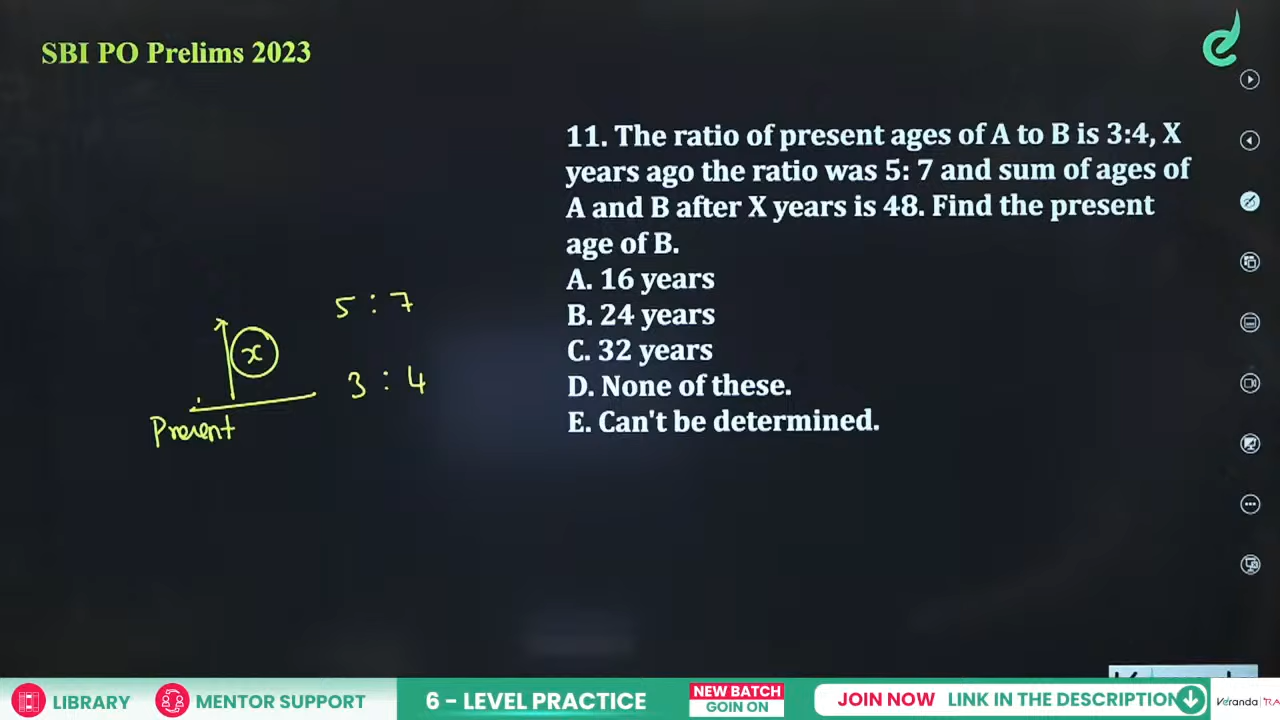 SBI PO Prelims 2023
11. The ratio of present ages of A to B is 3:4, X
years ago the ratio was 5: 7 and sum of ages of
A and B after X years is 48. Find the present
age of B.
A. 16 years
B. 24 years
C. 32 years
D. None of these.
E. Can't be determined.
5 : 7
x
3 : 4
Present
LIBRARY
MENTOR SUPPORT
6 - LEVEL PRACTICE
NEW BATCH
GOIN ON
JOIN NOW LINK IN THE DESCRIPTION
Veranda